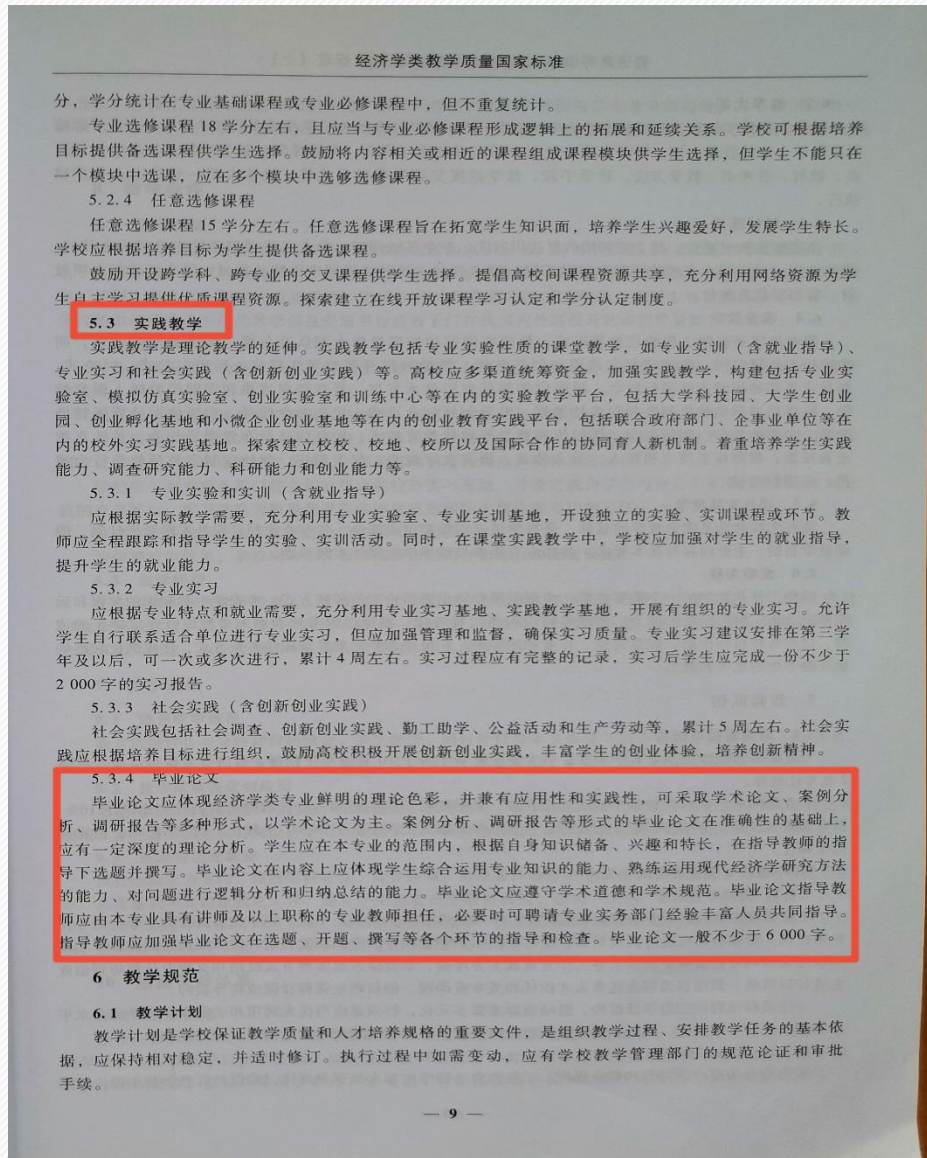 经济学类教学质量国家标准
分，学分统计在专业基础课程或专业必修课程中，但不重复统计。
专业选修课程 18 学分左右，且应当与专业必修课程形成逻辑上的拓展和延续关系。学校可根据培养
目标提供备选课程供学生选择。鼓励将内容相关或相近的课程组成课程模块供学生选择，但学生不能只在
一个模块中选课，应在多个模块中选够选修课程。
5.2.4 任意选修课程
任意选修课程 15 学分左右。任意选修课程旨在拓宽学生知识面，培养学生兴趣爱好，发展学生特长。
学校应根据培养目标为学生提供备选课程。
鼓励开设跨学科、跨专业的交叉课程供学生选择。提倡高校间课程资源共享，充分利用网络资源为学
生自主学习提供优质课程资源。探索建立在线开放课程学习认定和学分认定制度。
5.3 实践教学
实践教学是理论教学的延伸。实践教学包括专业实验性质的课堂教学，如专业实训（含就业指导）、
专业实习和社会实践（含创新创业实践）等。高校应多渠道统筹资金，加强实践教学，构建包括专业实
验室、模拟仿真实验室、创业实验室和训练中心等在内的实验教学平台，包括大学科技园、大学生创业
园、创业孵化基地和小微企业创业基地等在内的创业教育实践平台，包括联合政府部门、企事业单位等在
内的校外实习实践基地。探索建立校校、校地、校所以及国际合作的协同育人新机制。着重培养学生实践
能力、调查研究能力、科研能力和创业能力等。
5.3.1 专业实验和实训（含就业指导）
应根据实际教学需要，充分利用专业实验室、专业实训基地，开设独立的实验、实训课程或环节。教
师应全程跟踪和指导学生的实验、实训活动。同时，在课堂实践教学中，学校应加强对学生的就业指导，
提升学生的就业能力。
5.3.2 专业实习
应根据专业特点和就业需要，充分利用专业实习基地、实践教学基地，开展有组织的专业实习。允许
学生自行联系适合单位进行专业实习，但应加强管理和监督，确保实习质量。专业实习建议安排在第三学
年及以后，可一次或多次进行，累计 4 周左右。实习过程应有完整的记录，实习后学生应完成一份不少于
2 000 字的实习报告。
5.3.3 社会实践（含创新创业实践）
社会实践包括社会调查、创新创业实践、勤工助学、公益活动和生产劳动等，累计 5 周左右。社会实
践应根据培养目标进行组织，鼓励高校积极开展创新创业实践，丰富学生的创业体验，培养创新精神。
5.3.4 毕业论文
毕业论文应体现经济学类专业鲜明的理论色彩，并兼有应用性和实践性，可采取学术论文、案例分
析、调研报告等多种形式，以学术论文为主。案例分析、调研报告等形式的毕业论文在准确性的基础上，
应有一定深度的理论分析。学生应在本专业的范围内，根据自身知识储备、兴趣和特长，在指导教师的指
导下选题并撰写。毕业论文在内容上应体现学生综合运用专业知识的能力、熟练运用现代经济学研究方法
的能力、对问题进行逻辑分析和归纳总结的能力。毕业论文应遵守学术道德和学术规范。毕业论文指导教
师应由本专业具有讲师及以上职称的专业教师担任，必要时可聘请专业实务部门经验丰富人员共同指导。
指导教师应加强毕业论文在选题、开题、撰写等各个环节的指导和检查。毕业论文一般不少于 6 000 字。
6 教学规范
6.1 教学计划
教学计划是学校保证教学质量和人才培养规格的重要文件，是组织教学过程、安排教学任务的基本依
据，应保持相对稳定，并适时修订。执行过程中如需变动，应有学校教学管理部门的规范论证和审批
手续。
— 9 —